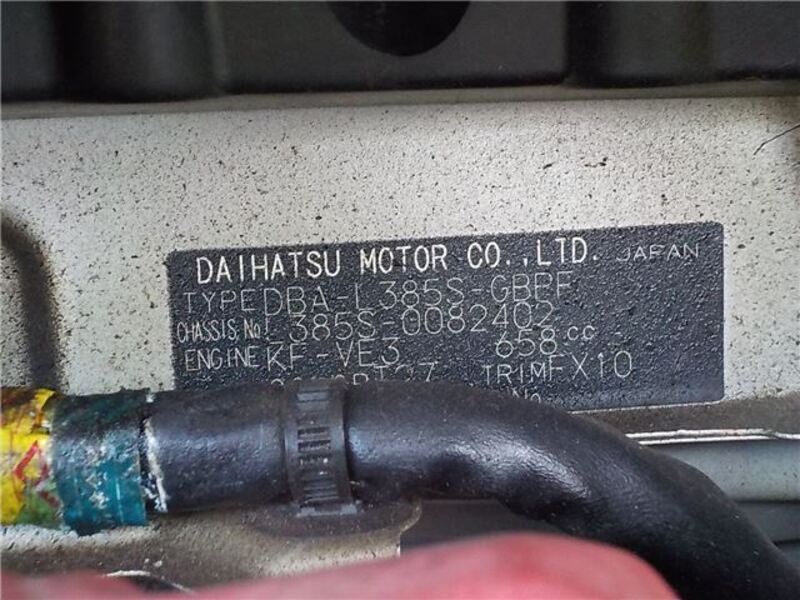 DAIHATSU MOTOR CO.,LTD. JAPAN
TYPE DBA-L385S-GBPF
CHASSIS No. L385S-0082402
ENGINE KF-VE3 658 cc
TRIM FX10
No.